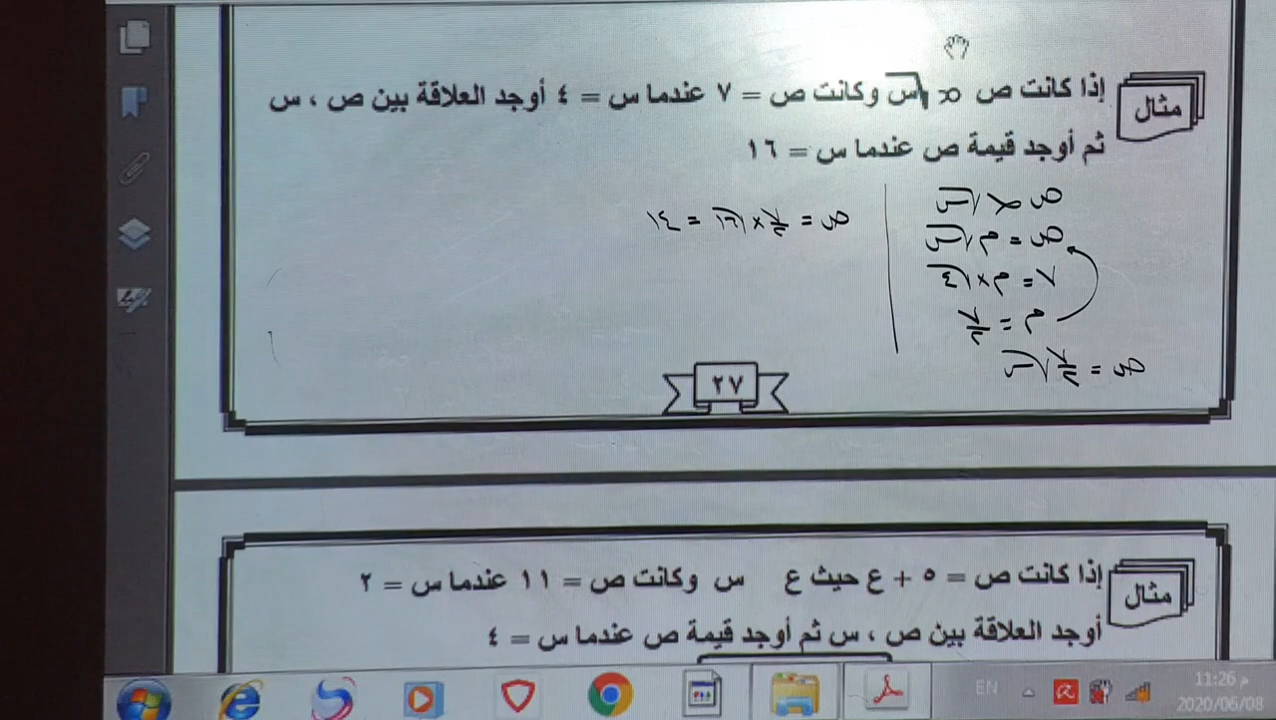 مثال
إذا كانت ص ∝ √س وكانت ص = ٧ عندما س = ٤ أوجد العلاقة بين ص ، س
ثم أوجد قيمة ص عندما س = ١٦
ص ∝ √س
ص = م √س
٧ = م × √٤
م = ٧/٢
ص = ٧/٢ √س
ص = ٧/٢ × √١٦ = ١٤
٢٧
مثال
إذا كانت ص = ٥ + ع حيث ع س وكانت ص = ١١ عندما س = ٢
أوجد العلاقة بين ص ، س ثم أوجد قيمة ص عندما س = ٤
EN
11:26 م
2020/06/08